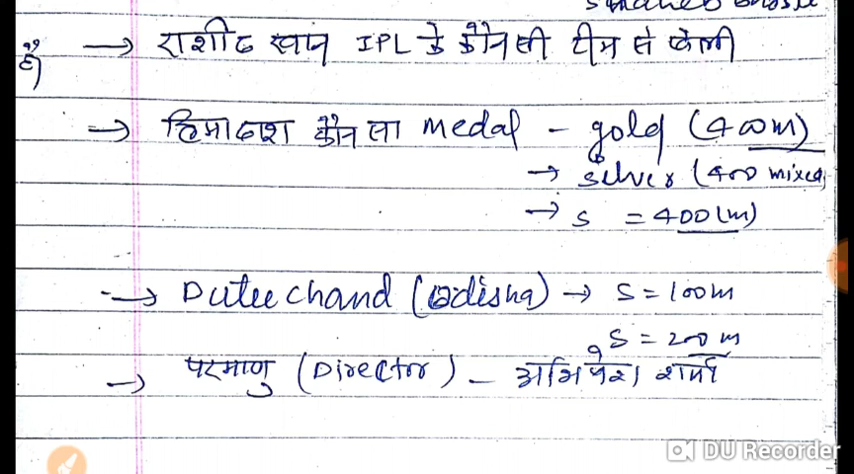 → राशीद खान IPL के कौन सी टीम से खेली
है
→ हिमादाश कौन सा medal - gold (400m)
→ silver (400 mixed)
→ S = 400(m)
→ Dutee chand (Odisha) → S = 100m
S = 200 m
→ परमाणु (Director) - अभिषेश शर्मा
DU Recorder